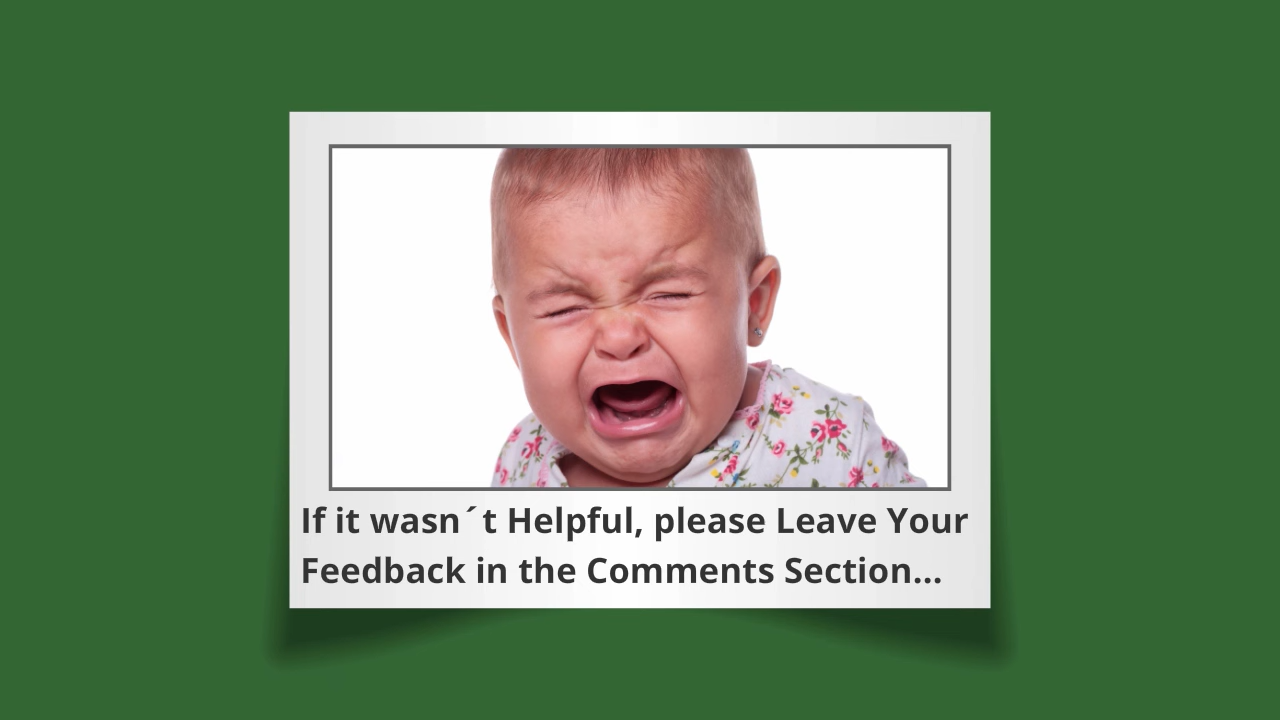 If it wasn´t Helpful, please Leave Your
Feedback in the Comments Section...